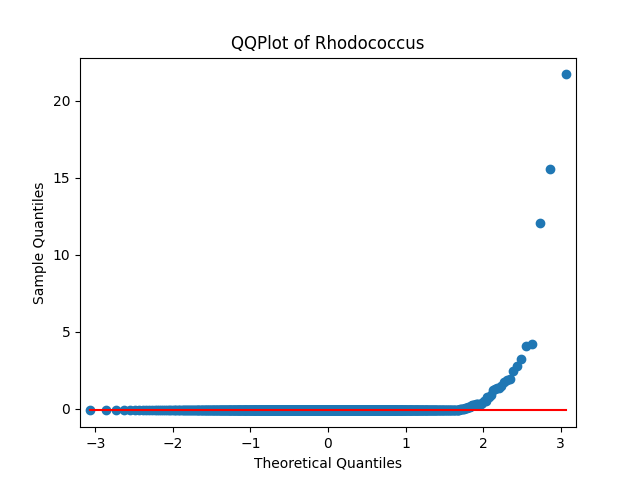 QQPlot of Rhodococcus
20
15
10
5
0
Sample Quantiles
−3 −2 −1 0 1 2 3
Theoretical Quantiles